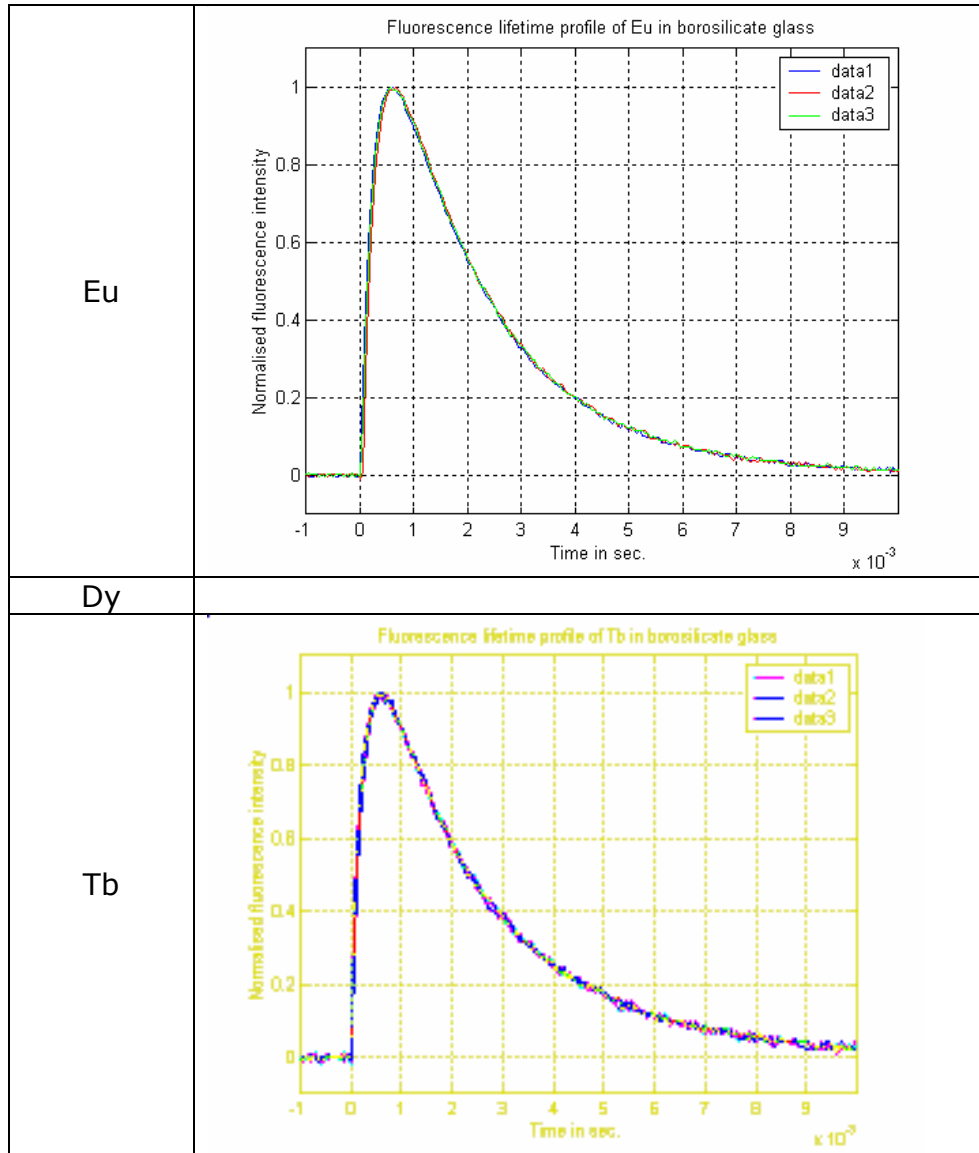 Eu
Fluorescence lifetime profile of Eu in borosilicate glass
data1
data2
data3
Normalised fluorescence intensity
1
0.8
0.6
0.4
0.2
0
-1 0 1 2 3 4 5 6 7 8 9
Time in sec.
x 10-3
Dy
Tb
Fluorescence lifetime profile of Tb in borosilicate glass
data1
data2
data3
Normalised fluorescence intensity
1
0.8
0.6
0.4
0.2
0
-1 0 1 2 3 4 5 6 7 8 9
Time in sec.
x 10-3